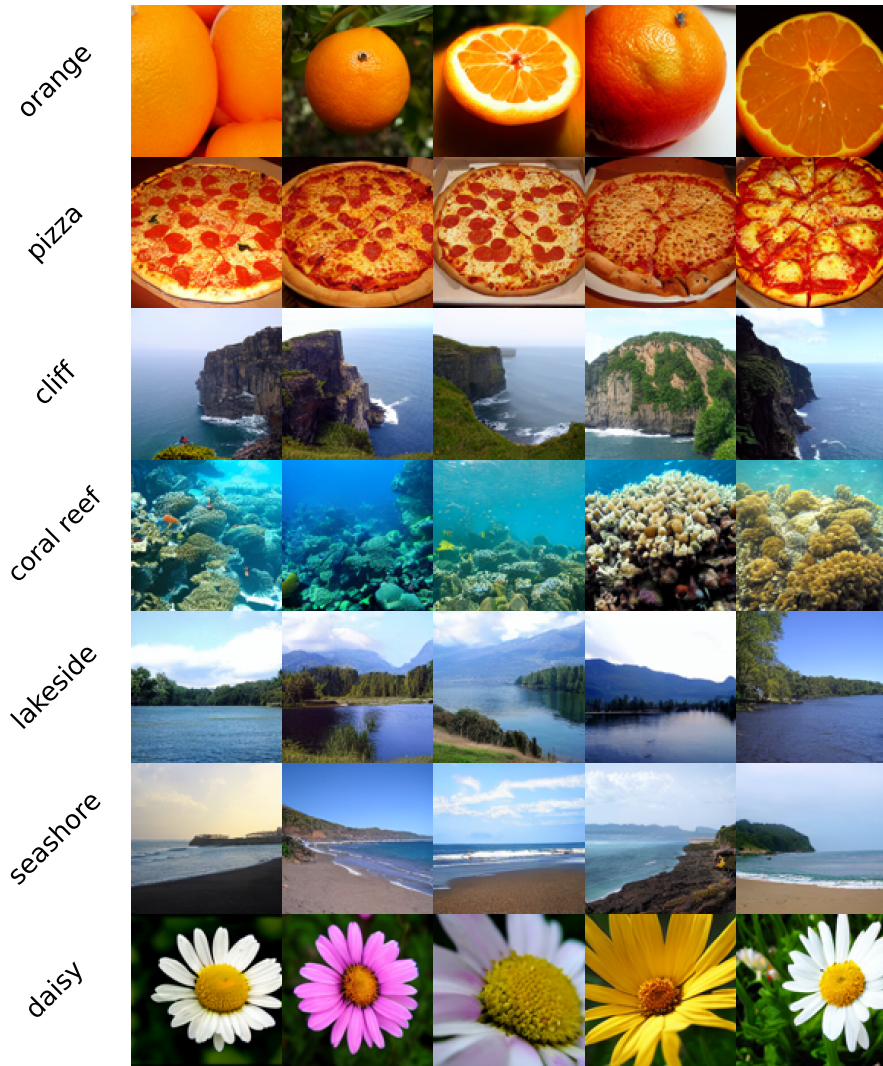 orange
pizza
cliff
coral reef
lakeside
seashore
daisy